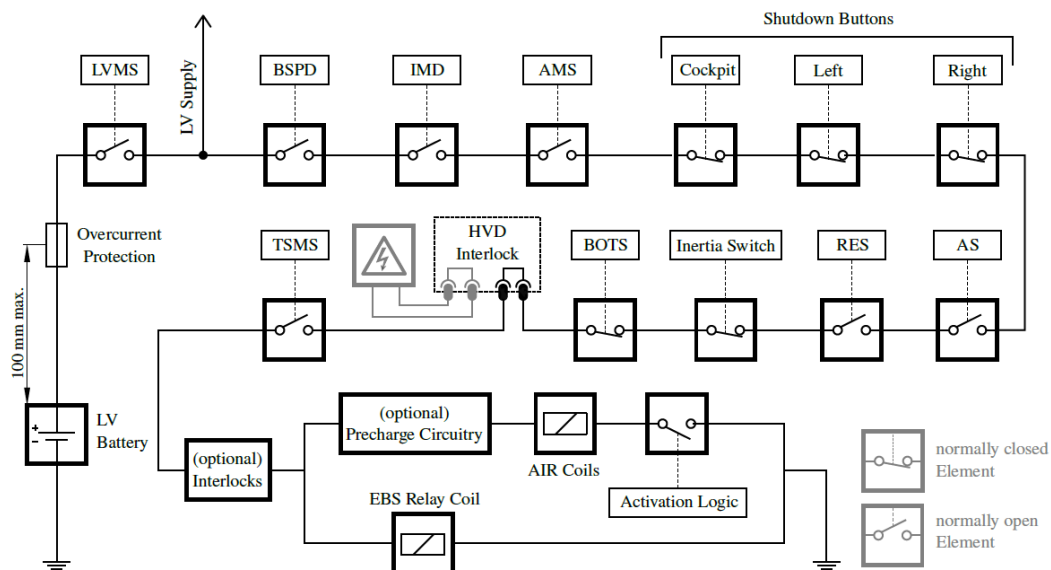 Shutdown Buttons
LVMS
BSPD
IMD
AMS
Cockpit
Left
Right
LV Supply
Overcurrent
Protection
TSMS
HVD
Interlock
BOTS
Inertia Switch
RES
AS
100 mm max.
+
-
LV
Battery
(optional)
Interlocks
(optional)
Precharge Circuitry
AIR Coils
Activation Logic
EBS Relay Coil
normally closed
Element
normally open
Element